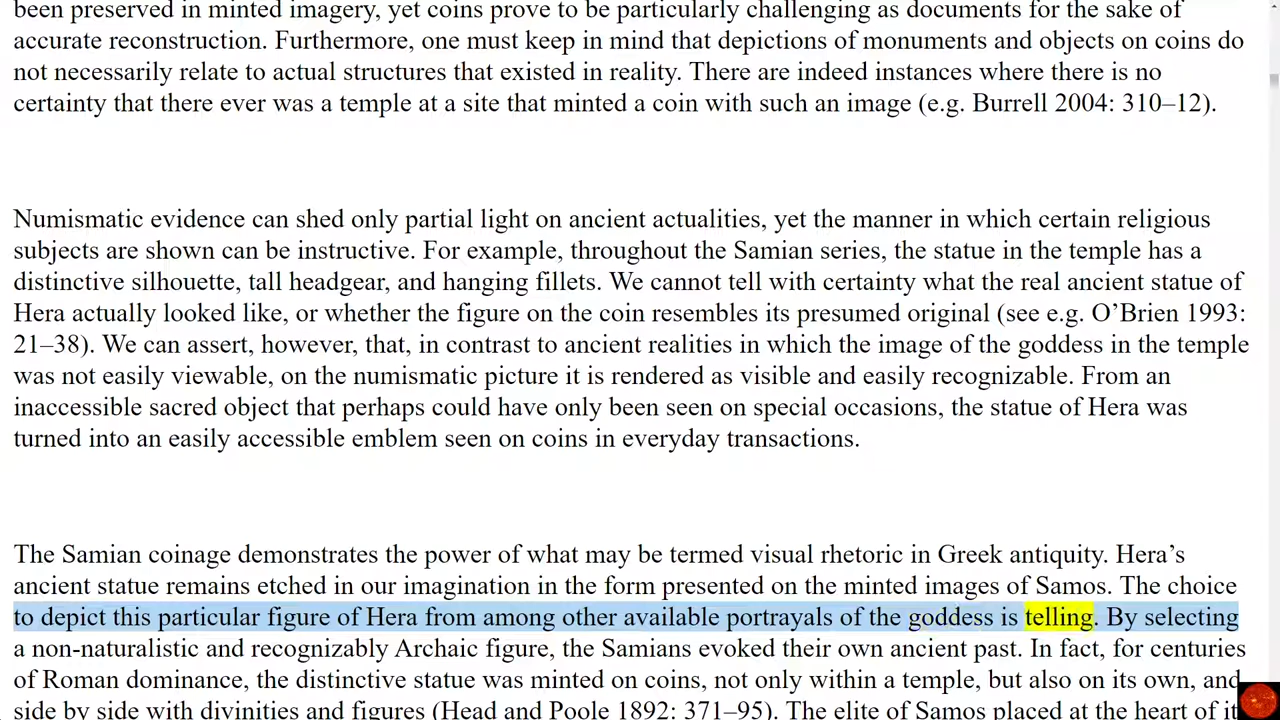 been preserved in minted imagery, yet coins prove to be particularly challenging as documents for the sake of
accurate reconstruction. Furthermore, one must keep in mind that depictions of monuments and objects on coins do
not necessarily relate to actual structures that existed in reality. There are indeed instances where there is no
certainty that there ever was a temple at a site that minted a coin with such an image (e.g. Burrell 2004: 310–12).
Numismatic evidence can shed only partial light on ancient actualities, yet the manner in which certain religious
subjects are shown can be instructive. For example, throughout the Samian series, the statue in the temple has a
distinctive silhouette, tall headgear, and hanging fillets. We cannot tell with certainty what the real ancient statue of
Hera actually looked like, or whether the figure on the coin resembles its presumed original (see e.g. O’Brien 1993:
21–38). We can assert, however, that, in contrast to ancient realities in which the image of the goddess in the temple
was not easily viewable, on the numismatic picture it is rendered as visible and easily recognizable. From an
inaccessible sacred object that perhaps could have only been seen on special occasions, the statue of Hera was
turned into an easily accessible emblem seen on coins in everyday transactions.
The Samian coinage demonstrates the power of what may be termed visual rhetoric in Greek antiquity. Hera’s
ancient statue remains etched in our imagination in the form presented on the minted images of Samos. The choice
to depict this particular figure of Hera from among other available portrayals of the goddess is telling. By selecting
a non-naturalistic and recognizably Archaic figure, the Samians evoked their own ancient past. In fact, for centuries
of Roman dominance, the distinctive statue was minted on coins, not only within a temple, but also on its own, and
side by side with divinities and figures (Head and Poole 1892: 371–95). The elite of Samos placed at the heart of it